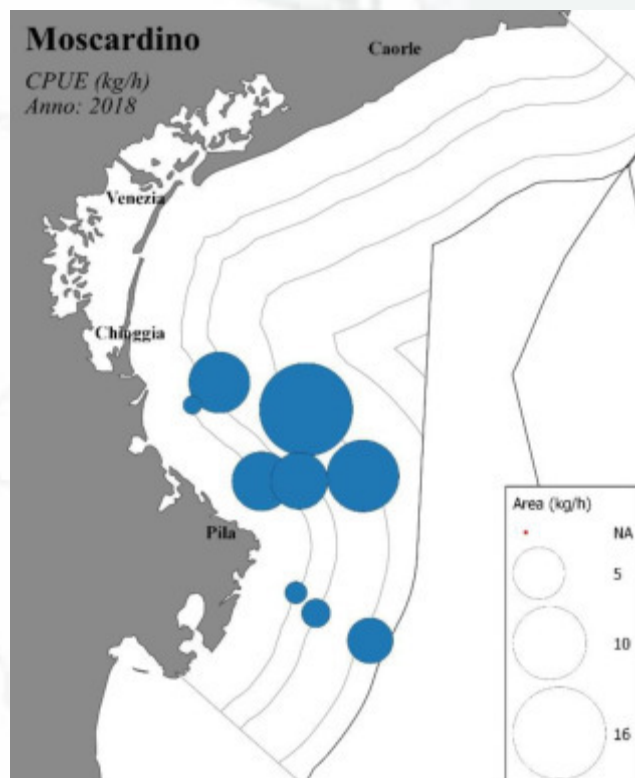 Moscardino
CPUE (kg/h)
Anno: 2018
Caorle
Venezia
Chioggia
Pila
Area (kg/h)
NA
5
10
16